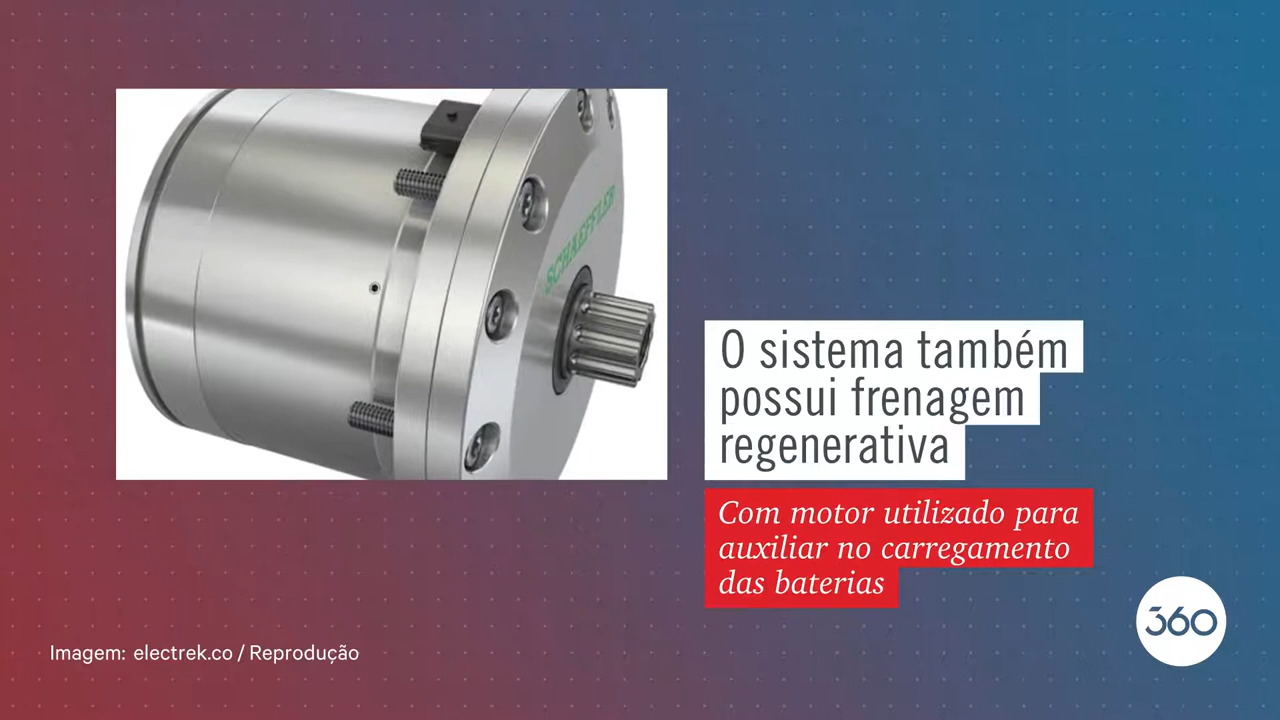 SCHAEFFLER
O sistema também
possui frenagem
regenerativa
Com motor utilizado para
auxiliar no carregamento
das baterias
360
Imagem: electrek.co / Reprodução